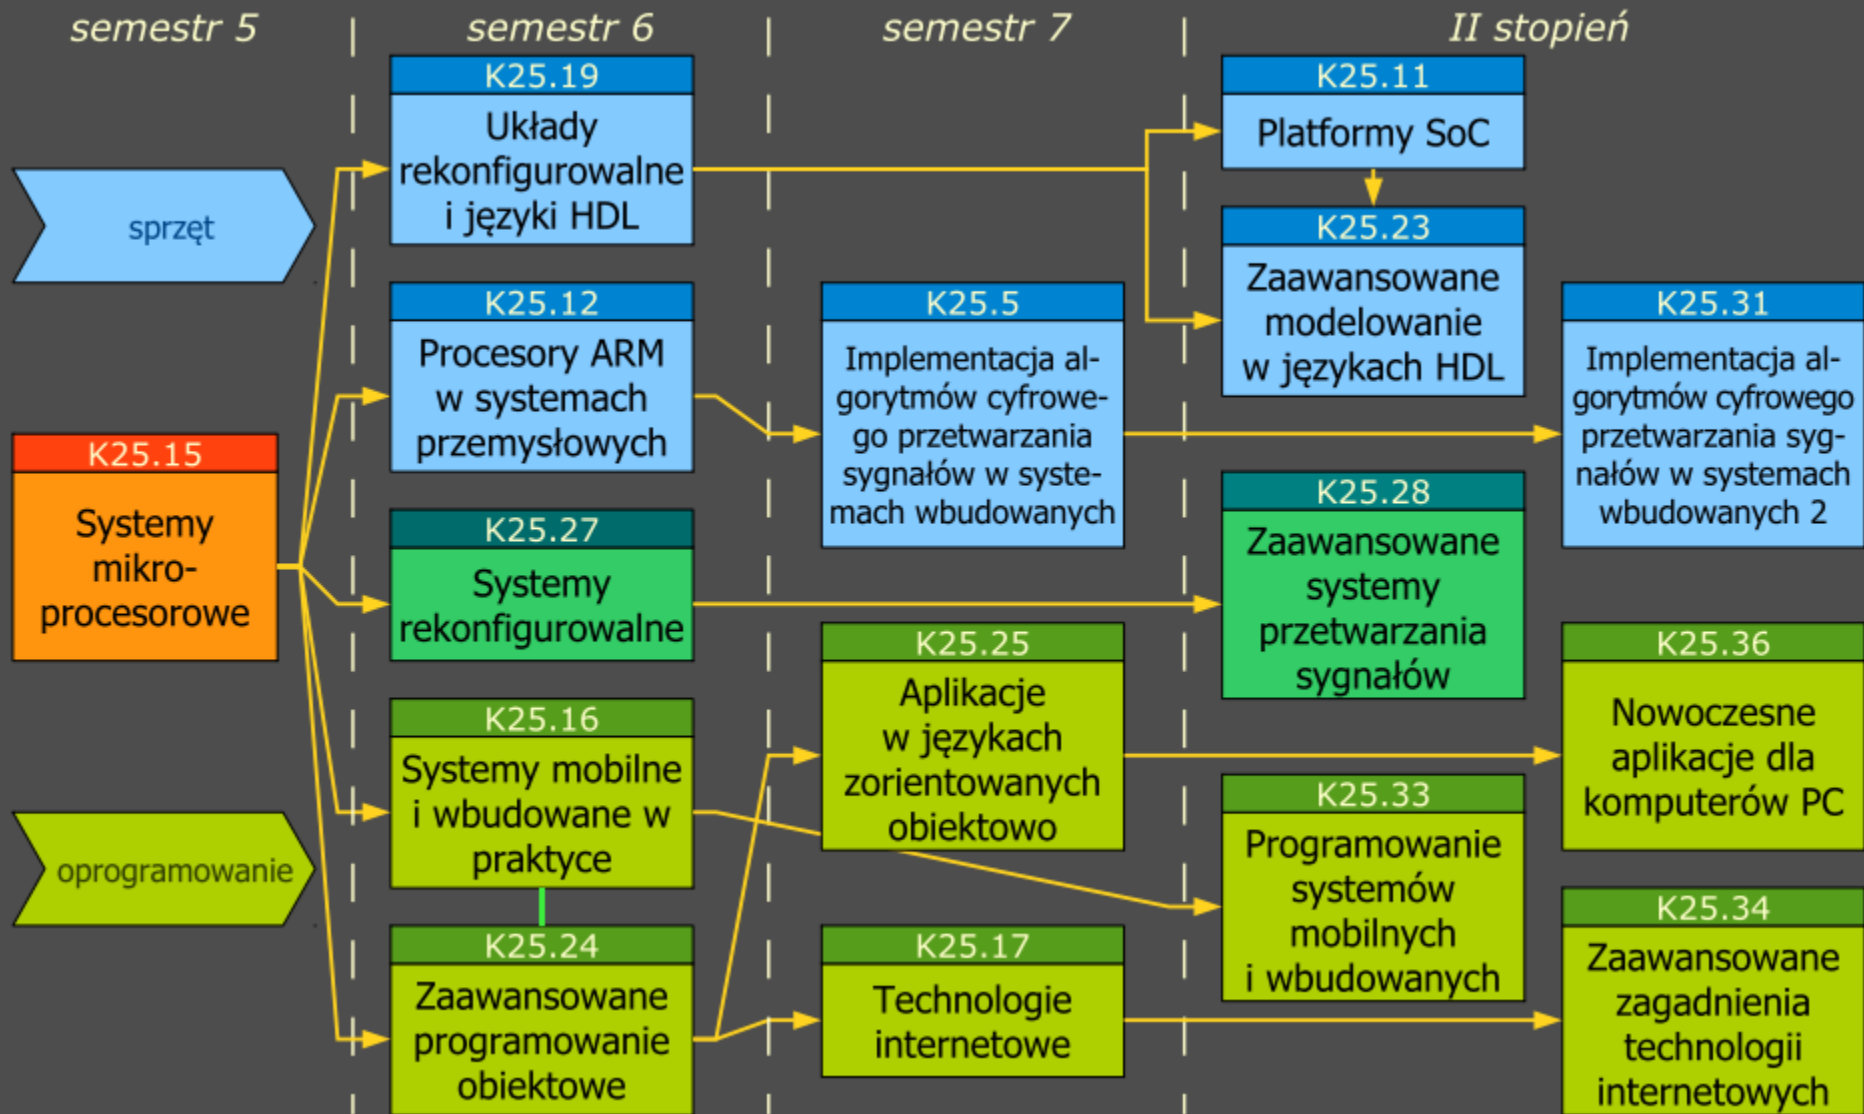 semestr 5
semestr 6
semestr 7
II stopień
sprzęt
oprogramowanie
K25.15
Systemy
mikro-
procesorowe
K25.19
Układy
rekonfigurowalne
i języki HDL
K25.12
Procesory ARM
w systemach
przemysłowych
K25.27
Systemy
rekonfigurowalne
K25.16
Systemy mobilne
i wbudowane w
praktyce
K25.24
Zaawansowane
programowanie
obiektowe
K25.5
Implementacja al-
gorytmów cyfrowe-
go przetwarzania
sygnałów w syste-
mach wbudowanych
K25.25
Aplikacje
w językach
zorientowanych
obiektowo
K25.17
Technologie
internetowe
K25.11
Platformy SoC
K25.23
Zaawansowane
modelowanie
w językach HDL
K25.28
Zaawansowane
systemy
przetwarzania
sygnałów
K25.33
Programowanie
systemów
mobilnych
i wbudowanych
K25.31
Implementacja al-
gorytmów cyfrowego
przetwarzania syg-
nałów w systemach
wbudowanych 2
K25.36
Nowoczesne
aplikacje dla
komputerów PC
K25.34
Zaawansowane
zagadnienia
technologii
internetowych